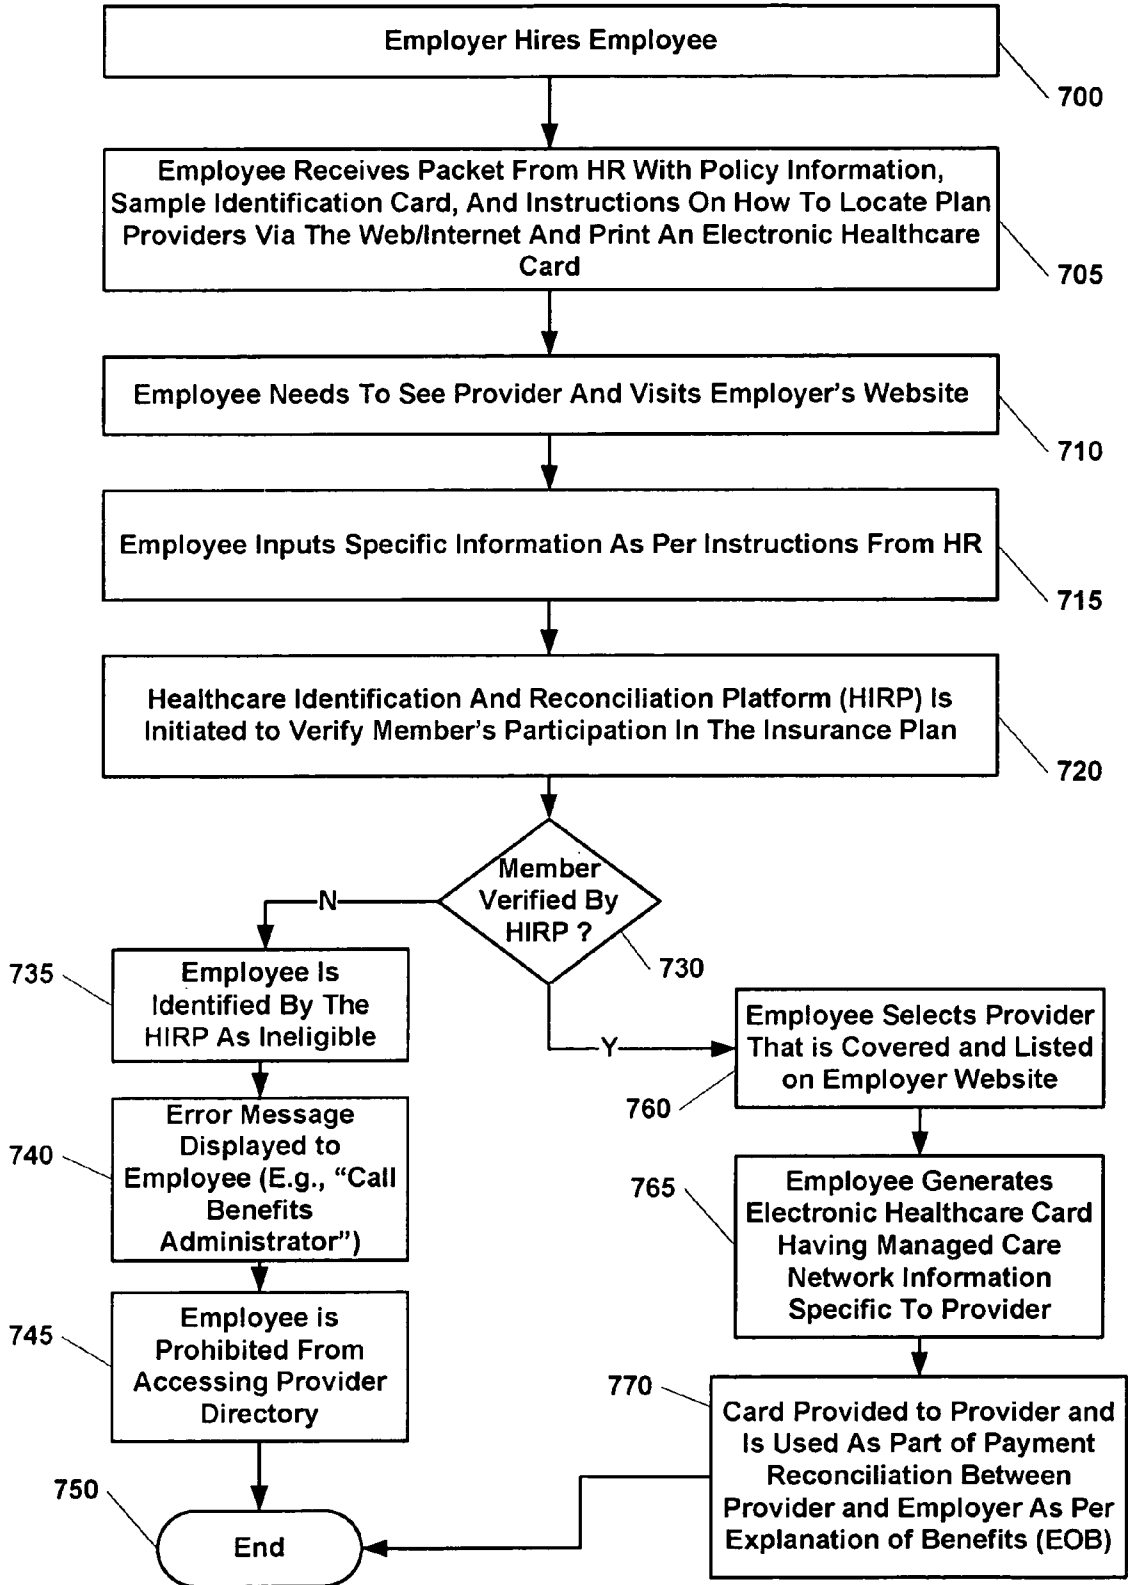 Employer Hires Employee
700
Employee Receives Packet From HR With Policy Information,
Sample Identification Card, And Instructions On How To Locate Plan
Providers Via The Web/Internet And Print An Electronic Healthcare
Card
705
Employee Needs To See Provider And Visits Employer's Website
710
Employee Inputs Specific Information As Per Instructions From HR
715
Healthcare Identification And Reconciliation Platform (HIRP) Is
Initiated to Verify Member's Participation In The Insurance Plan
720
Member
Verified By
HIRP ?
730
N
735
Employee Is
Identified By The
HIRP As Ineligible
740
Error Message
Displayed to
Employee (E.g., “Call
Benefits
Administrator”)
745
Employee is
Prohibited From
Accessing Provider
Directory
Y
Employee Selects Provider
That is Covered and Listed
on Employer Website
760
765
Employee Generates
Electronic Healthcare Card
Having Managed Care
Network Information
Specific To Provider
770
Card Provided to Provider and
Is Used As Part of Payment
Reconciliation Between
Provider and Employer As Per
Explanation of Benefits (EOB)
750
End